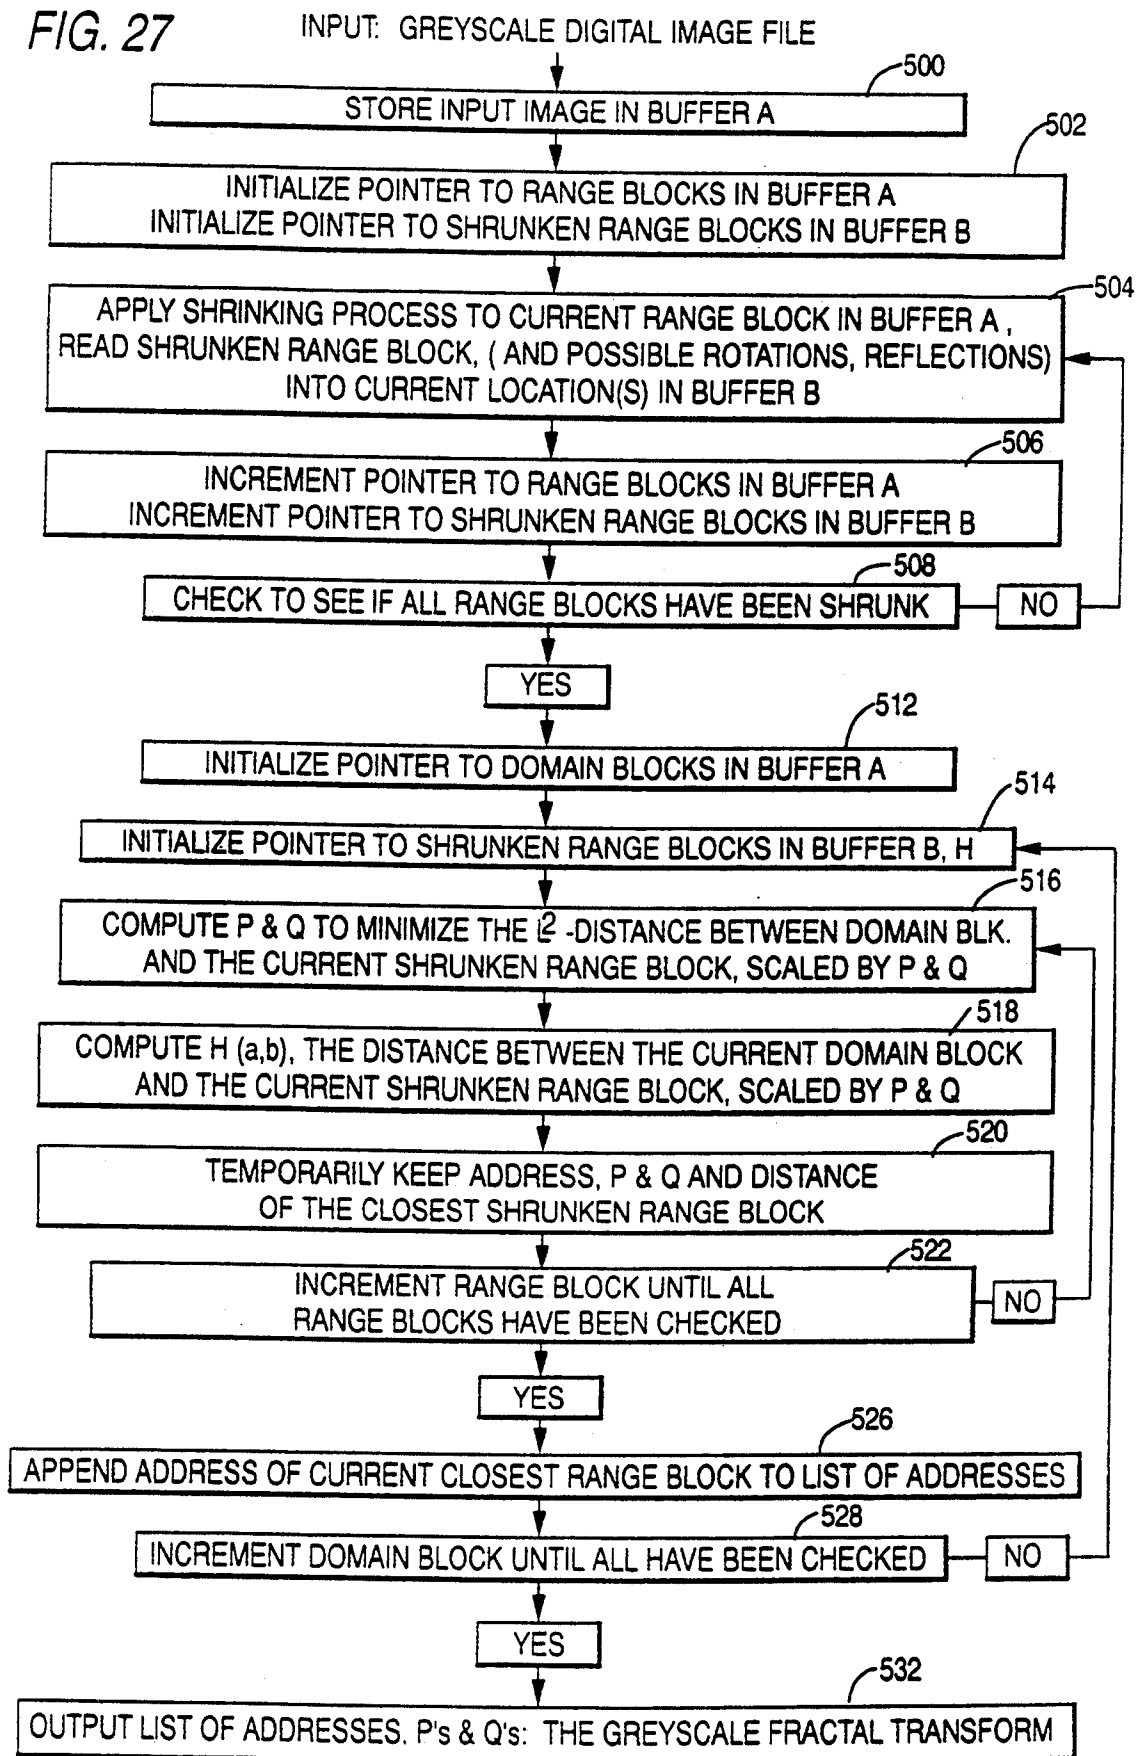 FIG. 27
INPUT: GREYSCALE DIGITAL IMAGE FILE
500
STORE INPUT IMAGE IN BUFFER A
502
INITIALIZE POINTER TO RANGE BLOCKS IN BUFFER A
INITIALIZE POINTER TO SHRUNKEN RANGE BLOCKS IN BUFFER B
504
APPLY SHRINKING PROCESS TO CURRENT RANGE BLOCK IN BUFFER A ,
READ SHRUNKEN RANGE BLOCK, ( AND POSSIBLE ROTATIONS, REFLECTIONS)
INTO CURRENT LOCATION(S) IN BUFFER B
506
INCREMENT POINTER TO RANGE BLOCKS IN BUFFER A
INCREMENT POINTER TO SHRUNKEN RANGE BLOCKS IN BUFFER B
508
CHECK TO SEE IF ALL RANGE BLOCKS HAVE BEEN SHRUNK
NO
YES
512
INITIALIZE POINTER TO DOMAIN BLOCKS IN BUFFER A
514
INITIALIZE POINTER TO SHRUNKEN RANGE BLOCKS IN BUFFER B, H
516
COMPUTE P & Q TO MINIMIZE THE L² -DISTANCE BETWEEN DOMAIN BLK.
AND THE CURRENT SHRUNKEN RANGE BLOCK, SCALED BY P & Q
518
COMPUTE H (a,b), THE DISTANCE BETWEEN THE CURRENT DOMAIN BLOCK
AND THE CURRENT SHRUNKEN RANGE BLOCK, SCALED BY P & Q
520
TEMPORARILY KEEP ADDRESS, P & Q AND DISTANCE
OF THE CLOSEST SHRUNKEN RANGE BLOCK
522
INCREMENT RANGE BLOCK UNTIL ALL
RANGE BLOCKS HAVE BEEN CHECKED
NO
YES
526
APPEND ADDRESS OF CURRENT CLOSEST RANGE BLOCK TO LIST OF ADDRESSES
528
INCREMENT DOMAIN BLOCK UNTIL ALL HAVE BEEN CHECKED
NO
YES
532
OUTPUT LIST OF ADDRESSES, P's & Q's: THE GREYSCALE FRACTAL TRANSFORM